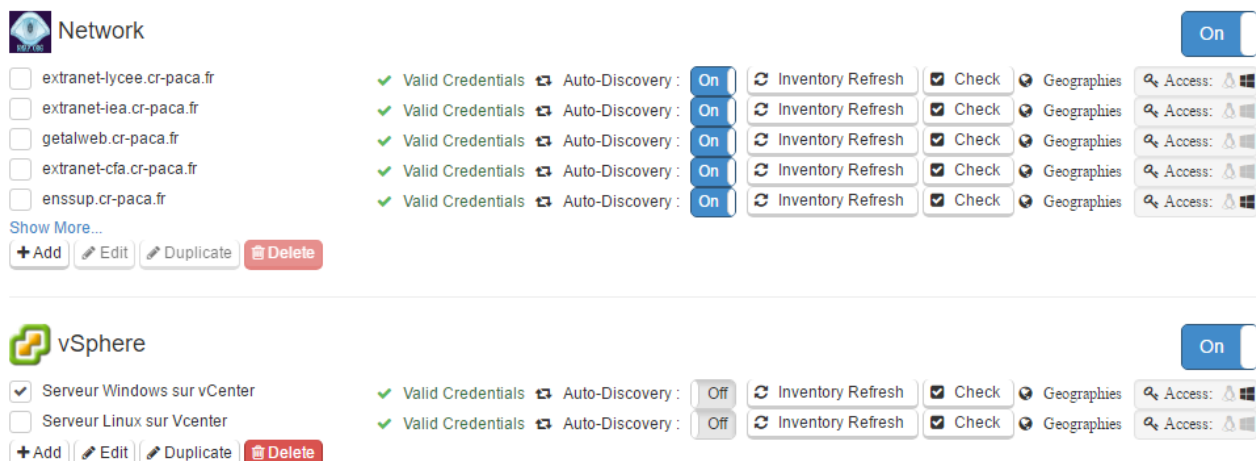 Network On
extranet-lycee.cr-paca.fr Valid Credentials Auto-Discovery : On Inventory Refresh Check Geographies Access:
extranet-iea.cr-paca.fr Valid Credentials Auto-Discovery : On Inventory Refresh Check Geographies Access:
getalweb.cr-paca.fr Valid Credentials Auto-Discovery : On Inventory Refresh Check Geographies Access:
extranet-cfa.cr-paca.fr Valid Credentials Auto-Discovery : On Inventory Refresh Check Geographies Access:
enssup.cr-paca.fr Valid Credentials Auto-Discovery : On Inventory Refresh Check Geographies Access:
Show More...
Add Edit Duplicate Delete
vSphere On
Serveur Windows sur vCenter Valid Credentials Auto-Discovery : Off Inventory Refresh Check Geographies Access:
Serveur Linux sur Vcenter Valid Credentials Auto-Discovery : Off Inventory Refresh Check Geographies Access:
Add Edit Duplicate Delete